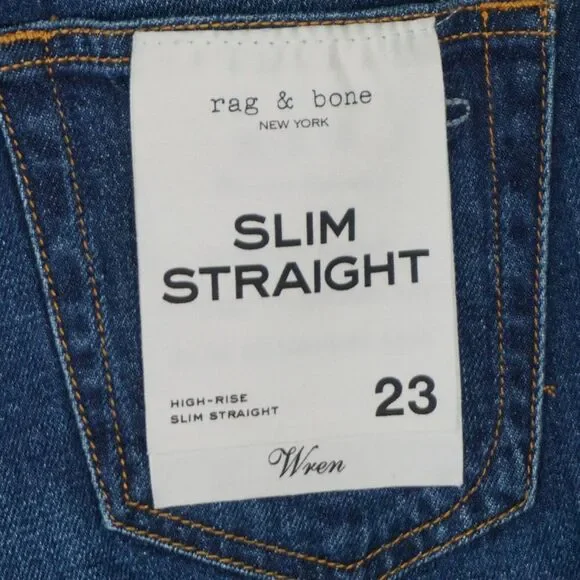 rag & bone
NEW YORK
SLIM
STRAIGHT
HIGH-RISE
SLIM STRAIGHT
23
Wren